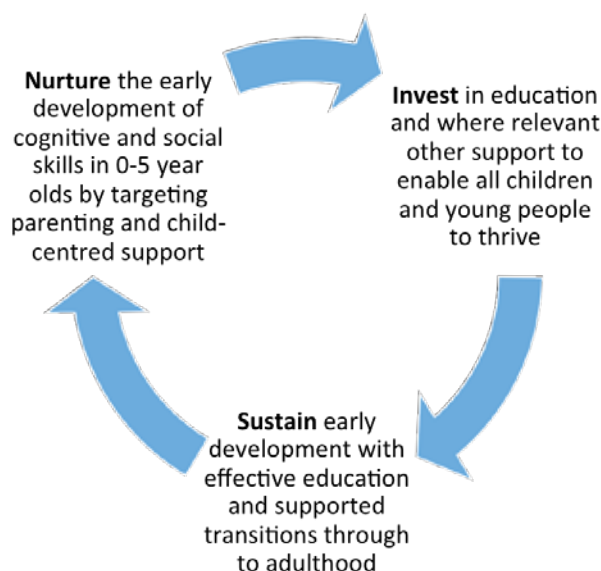 Nurture the early
development of
cognitive and social
skills in 0-5 year
olds by targeting
parenting and child-
centred support
Invest in education
and where relevant
other support to
enable all children
and young people
to thrive
Sustain early
development with
effective education
and supported
transitions through
to adulthood